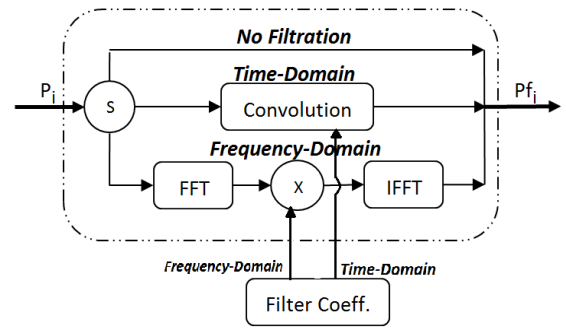 No Filtration
Time-Domain
Pi
S
Convolution
Pfi
Frequency-Domain
FFT
X
IFFT
Frequency-Domain
Time-Domain
Filter Coeff.